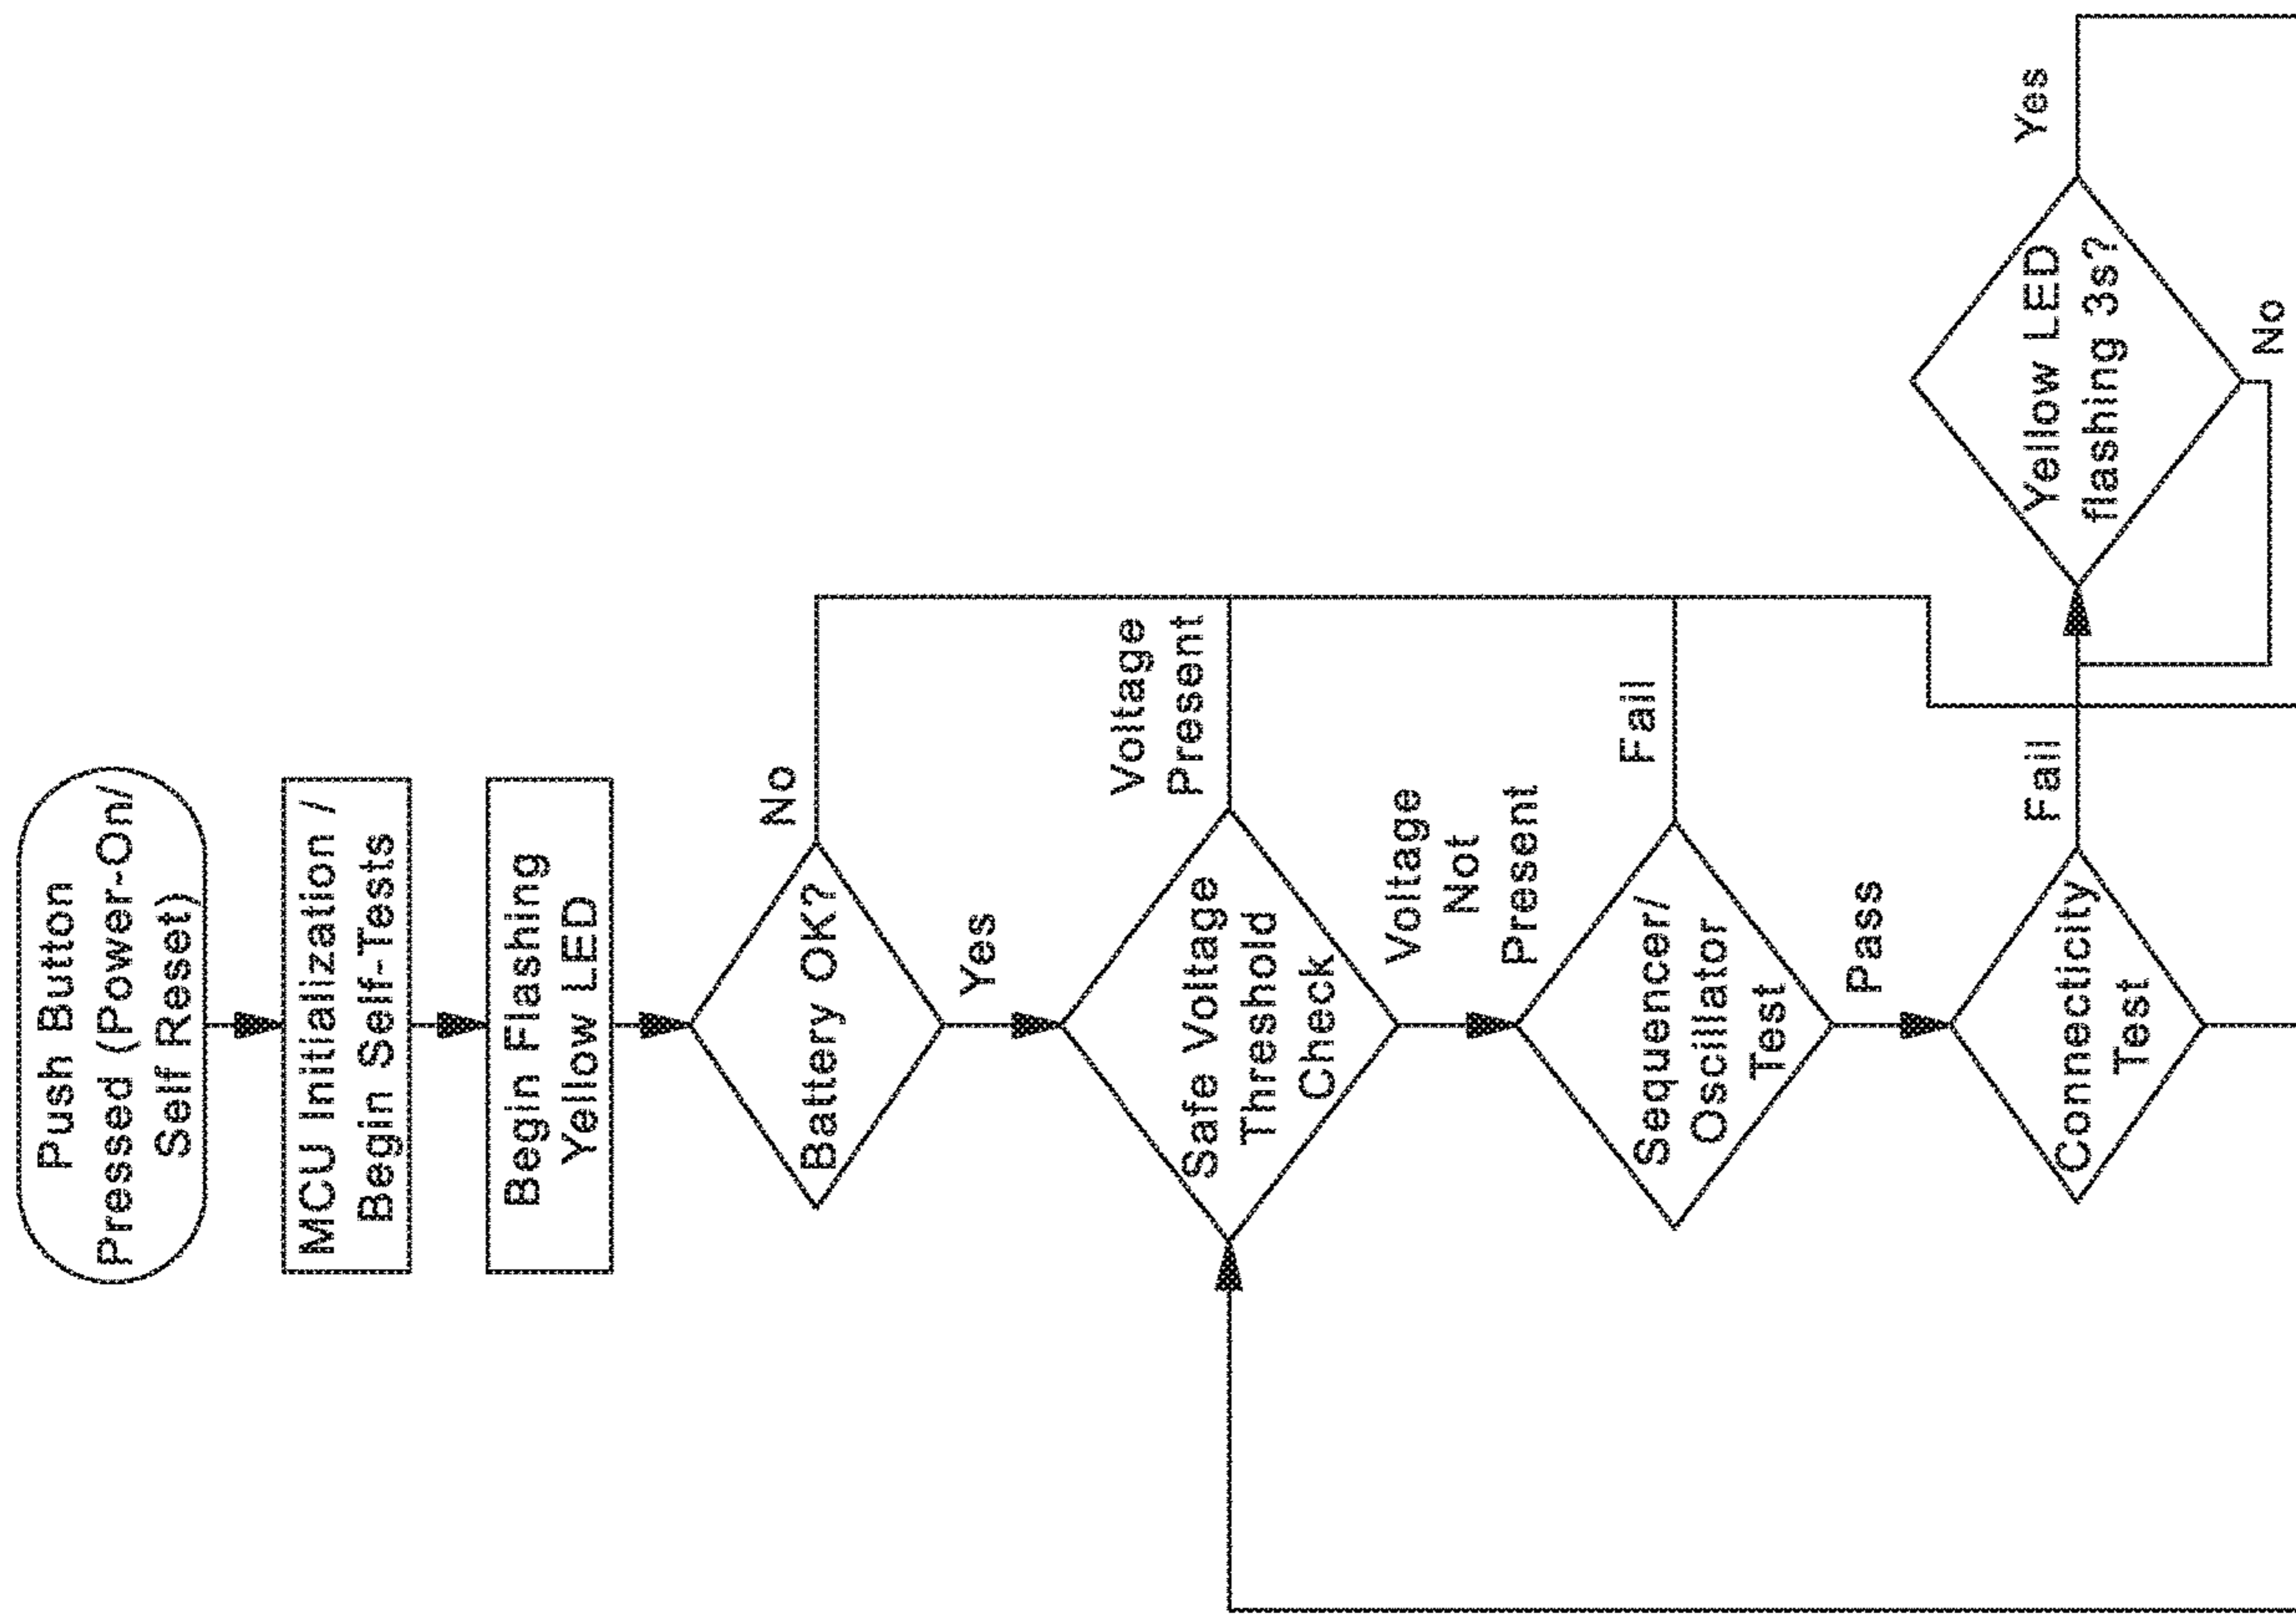 Push Button
Pressed (Power-On/
Self Reset)
MCU Initialization /
Begin Self-Tests
Begin Flashing
Yellow LED
Battery OK?
No
Yes
Safe Voltage
Threshold
Check
Voltage
Present
Voltage
Not
Present
Sequencer/
Oscillator
Test
Fail
Pass
Connecticity
Test
Fail
Yellow LED
flashing 3s?
Yes
No